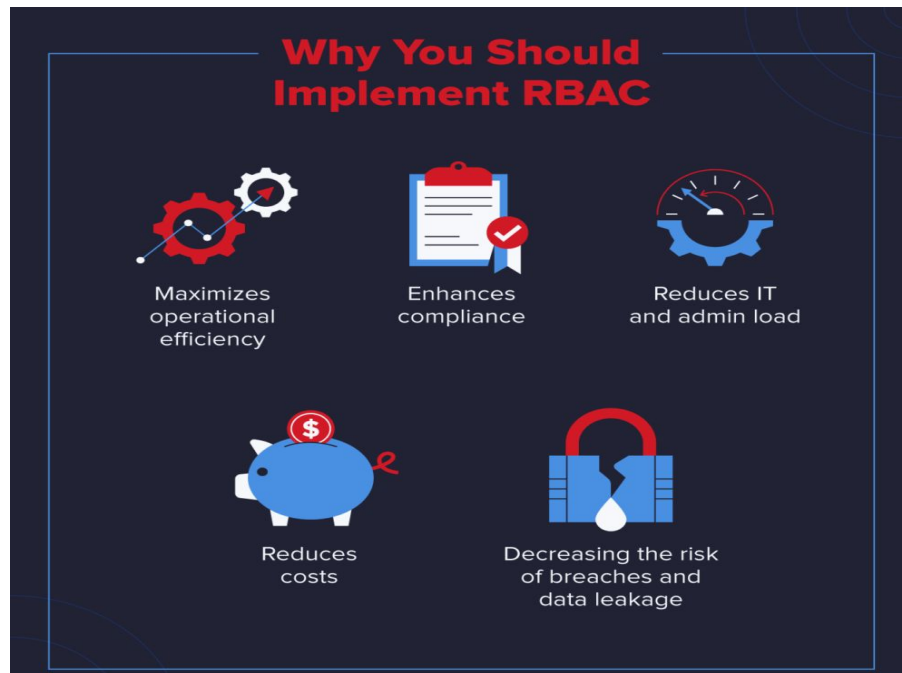 Why You Should
Implement RBAC
Maximizes
operational
efficiency
Enhances
compliance
Reduces IT
and admin load
$
Reduces
costs
Decreasing the risk
of breaches and
data leakage